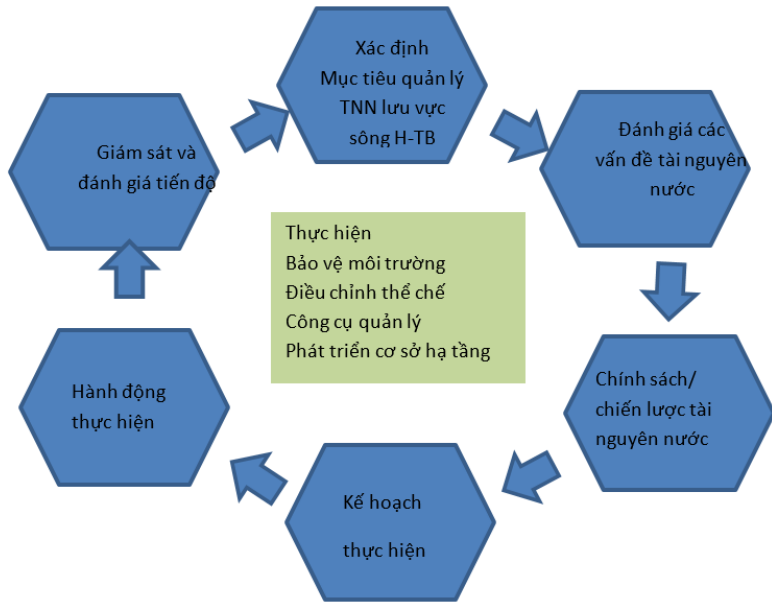 Xác định
Mục tiêu quản lý
TNN lưu vực
sông H-TB
Đánh giá các
vấn đề tài nguyên
nước
Chính sách/
chiến lược tài
nguyên nước
Kế hoạch
thực hiện
Hành động
thực hiện
Giám sát và
đánh giá tiến độ
Thực hiện
Bảo vệ môi trường
Điều chỉnh thể chế
Công cụ quản lý
Phát triển cơ sở hạ tầng